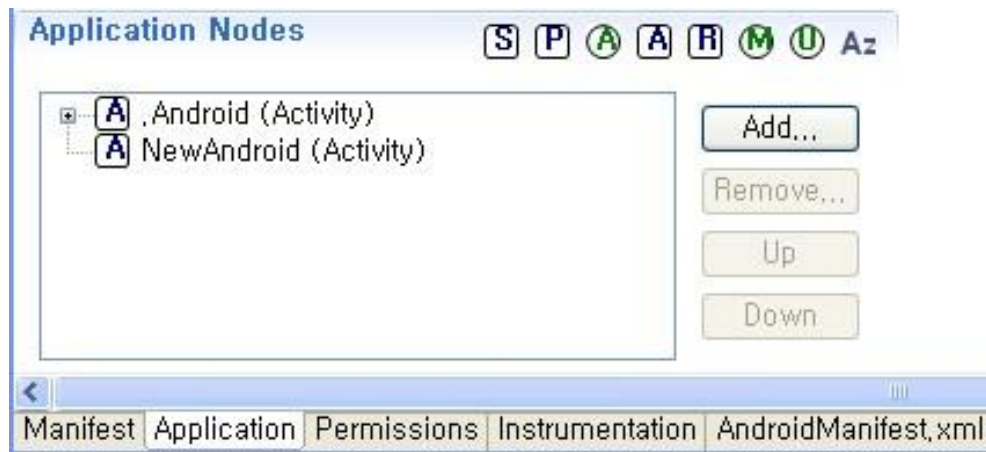 Application Nodes
S P A A R M U Az
A .Android (Activity)
A NewAndroid (Activity)
Add...
Remove...
Up
Down
Manifest Application Permissions Instrumentation AndroidManifest.xml